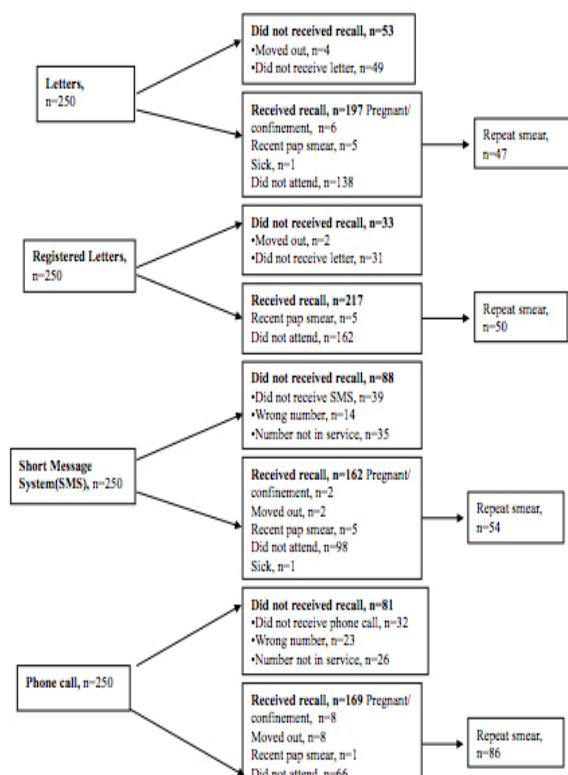 Letters,
n=250
Did not received recall, n=53
•Moved out, n=4
•Did not receive letter, n=49
Received recall, n=197 Pregnant/
confinement, n=6
Recent pap smear, n=5
Sick, n=1
Did not attend, n=138
Repeat smear,
n=47
Registered Letters,
n=250
Did not received recall, n=33
•Moved out, n=2
•Did not receive letter, n=31
Received recall, n=217
Recent pap smear, n=5
Did not attend, n=162
Repeat smear,
n=50
Short Message
System(SMS), n=250
Did not received recall, n=88
•Did not receive SMS, n=39
•Wrong number, n=14
•Number not in service, n=35
Received recall, n=162 Pregnant/
confinement, n=2
Moved out, n=2
Recent pap smear, n=5
Did not attend, n=98
Sick, n=1
Repeat smear,
n=54
Phone call, n=250
Did not received recall, n=81
•Did not receive phone call, n=32
•Wrong number, n=23
•Number not in service, n=26
Received recall, n=169 Pregnant/
confinement, n=8
Moved out, n=8
Recent pap smear, n=1
Did not attend, n=66
Repeat smear,
n=86